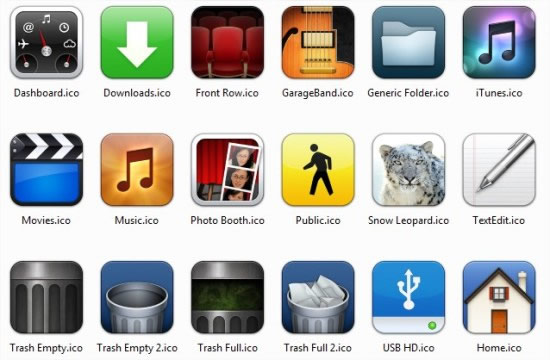 Dashboard.ico Downloads.ico Front Row.ico GarageBand.ico Generic Folder.ico iTunes.ico
Movies.ico Music.ico Photo Booth.ico Public.ico Snow Leopard.ico TextEdit.ico
Trash Empty.ico Trash Empty 2.ico Trash Full.ico Trash Full 2.ico USB HD.ico Home.ico